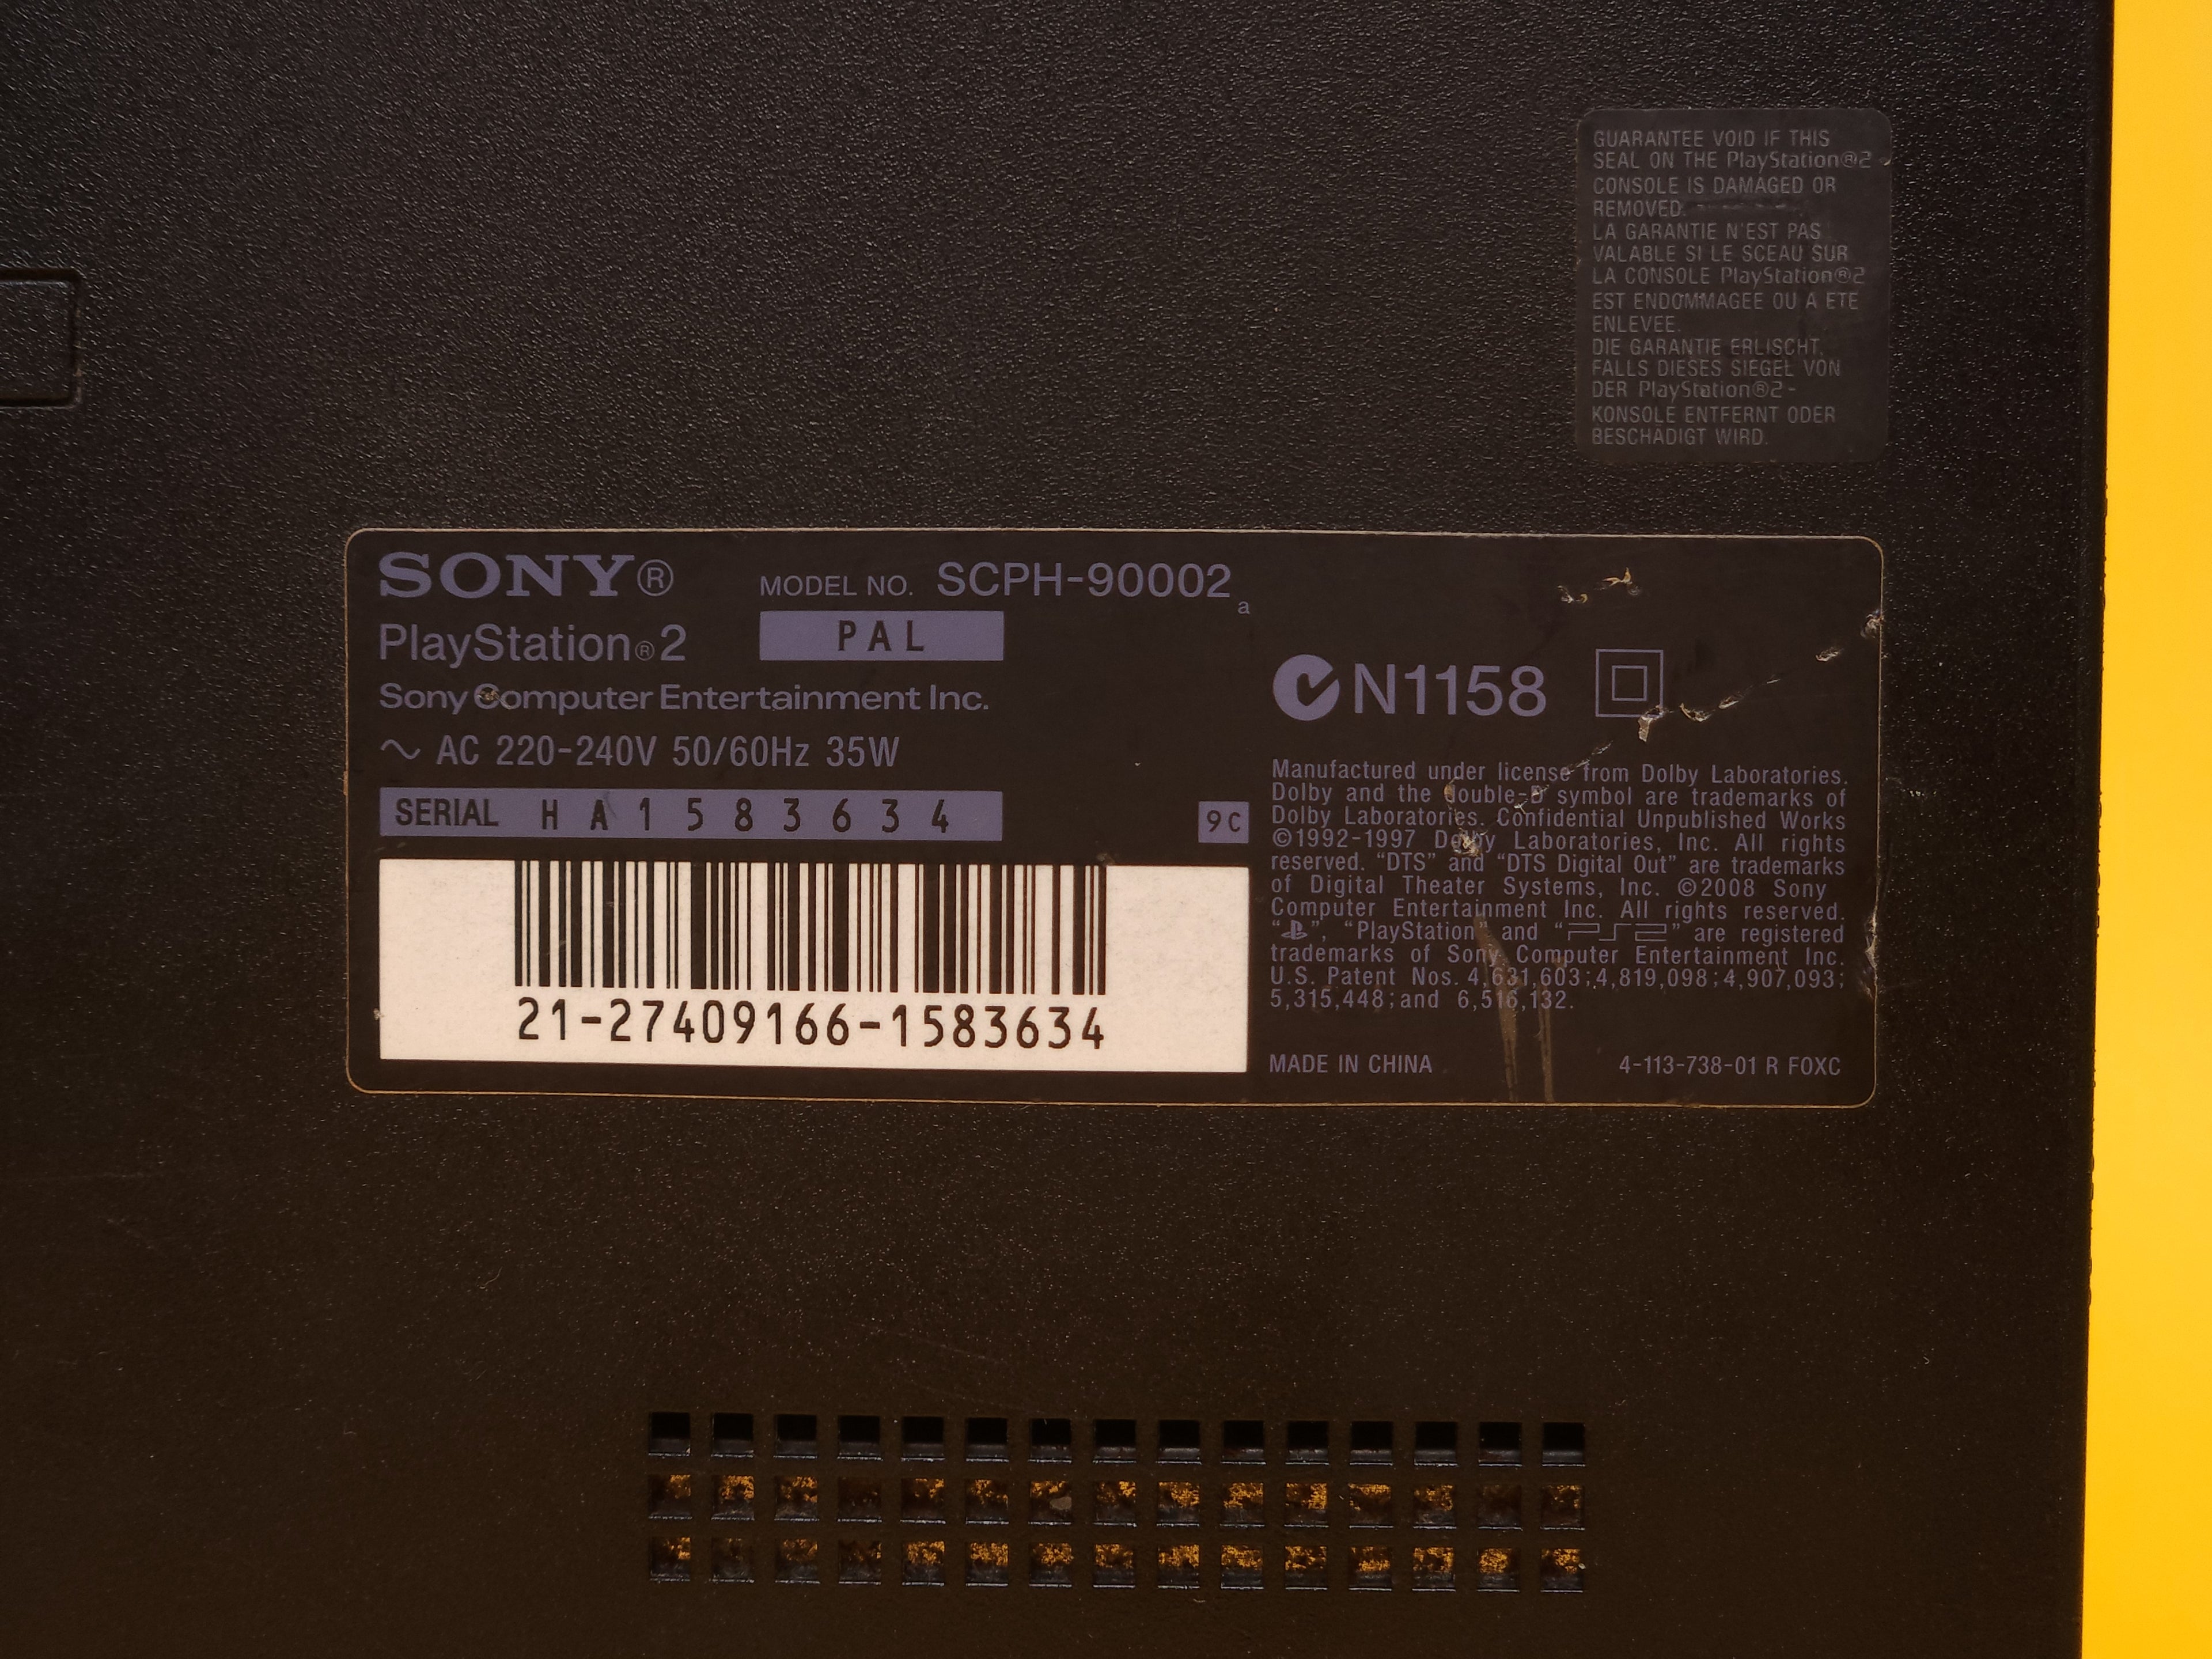 GUARANTEE VOID IF THIS
SEAL ON THE PlayStation®2
CONSOLE IS DAMAGED OR
REMOVED.
LA GARANTIE N'EST PAS
VALABLE SI LE SCEAU SUR
LA CONSOLE PlayStation®2
EST ENDOMMAGEE OU A ETE
ENLEVEE.
DIE GARANTIE ERLISCHT,
FALLS DIESES SIEGEL VON
DER PlayStation®2-
KONSOLE ENTFERNT ODER
BESCHADIGT WIRD.
SONY® MODEL NO. SCPH-90002 a
PlayStation®2 PAL
Sony Computer Entertainment Inc.
~ AC 220-240V 50/60Hz 35W
SERIAL HA1583634 9C
21-27409166-1583634
N1158
Manufactured under license from Dolby Laboratories.
Dolby and the double-D symbol are trademarks of
Dolby Laboratories. Confidential Unpublished Works
©1992-1997 Dolby Laboratories, Inc. All rights
reserved. “DTS” and “DTS Digital Out” are trademarks
of Digital Theater Systems, Inc. ©2008 Sony
Computer Entertainment Inc. All rights reserved.
“PS”, “PlayStation” and “PS2” are registered
trademarks of Sony Computer Entertainment Inc.
U.S. Patent Nos. 4,631,603;4,819,098;4,907,093;
5,315,448;and 6,516,132.
MADE IN CHINA 4-113-738-01 R FOXC